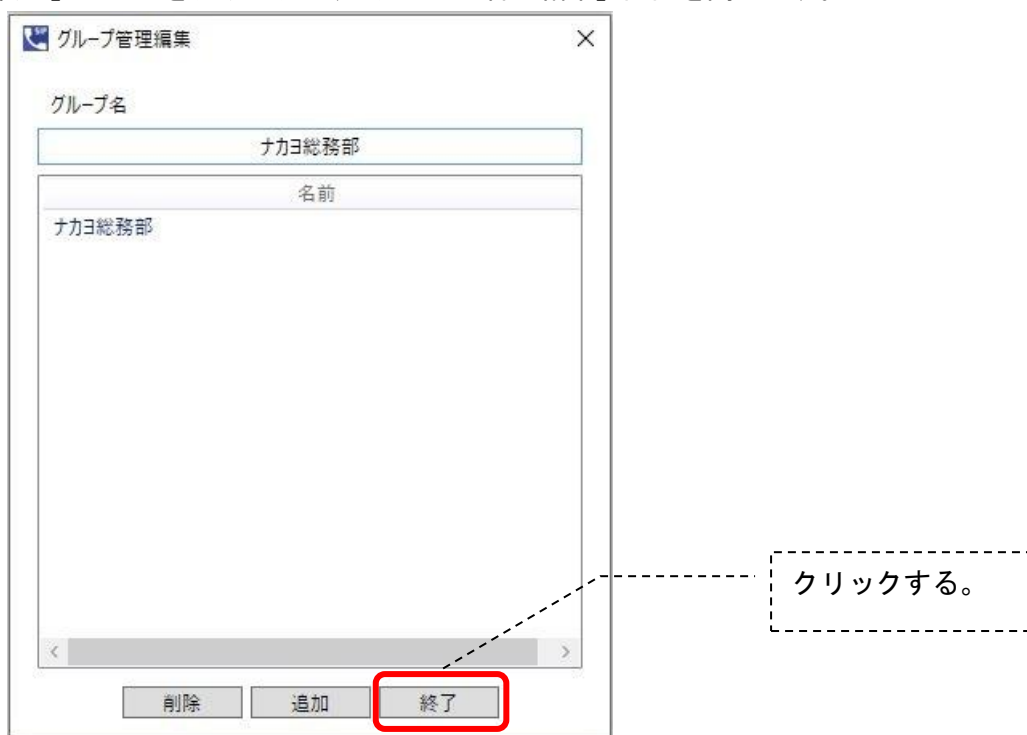 グループ管理編集
グループ名
ナカヨ総務部
名前
ナカヨ総務部
クリックする。
削除 追加 終了